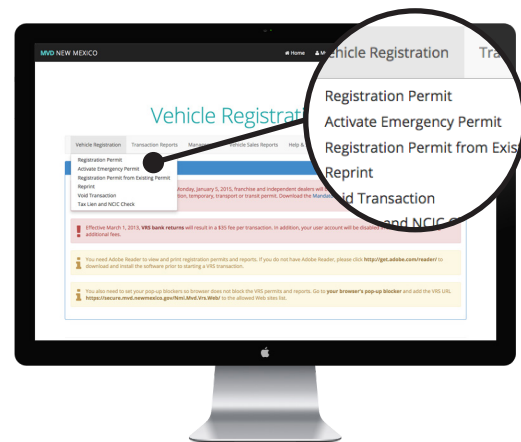 MVD NEW MEXICO
Home
Vehicle Registration
Vehicle Registration Transaction Reports Vehicle Sales Reports Help &
Registration Permit
Activate Emergency Permit
Registration Permit from Existing Permit
Reprint
Void Transaction
Tax Lien and NCIC Check
Monday, January 5, 2015, franchise and independent dealers will
tion, temporary, transport or transit permit. Download the
Effective March 1, 2013, VRS bank returns will result in a $35 fee per transaction. In addition, your user account will be disabled
additional fees.
You need Adobe Reader to view and print registration permits and reports. If you do not have Adobe Reader, please click http://get.adobe.com/reader/ to
download and install the software prior to starting a VRS transaction.
You also need to set your pop-up blockers so browser does not block the VRS permits and reports. Go to your browser's pop-up blocker and add the VRS URL
https://secure.mvd.newmexico.gov/Nmi.Mvd.Vrs.Web/ to the allowed Web sites list.
ehicle Registration Tra
Registration Permit
Activate Emergency Permit
Registration Permit from Exis
Reprint
oid Transaction
and NCIC